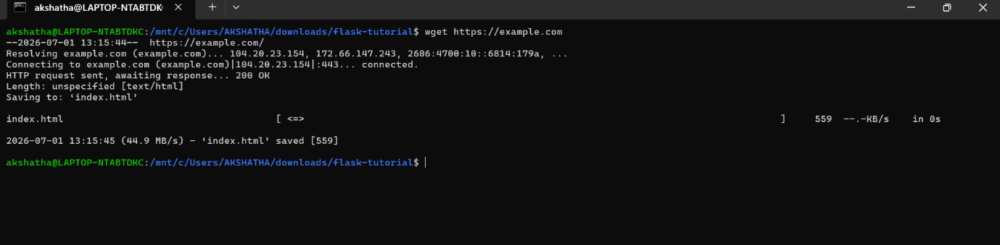 akshatha@LAPTOP-NTABTDK
akshatha@LAPTOP-NTABTDKC:/mnt/c/Users/AKSHATHA/downloads/flask-tutorial$ wget https://example.com
--2026-07-01 13:15:44--  https://example.com/
Resolving example.com (example.com)... 104.20.23.154, 172.66.147.243, 2606:4700:10::6814:179a, ...
Connecting to example.com (example.com)|104.20.23.154|:443... connected.
HTTP request sent, awaiting response... 200 OK
Length: unspecified [text/html]
Saving to: ‘index.html’
index.html                                     [ <=>                                                                                   ]     559  --.-KB/s    in 0s
2026-07-01 13:15:45 (44.9 MB/s) - ‘index.html’ saved [559]
akshatha@LAPTOP-NTABTDKC:/mnt/c/Users/AKSHATHA/downloads/flask-tutorial$